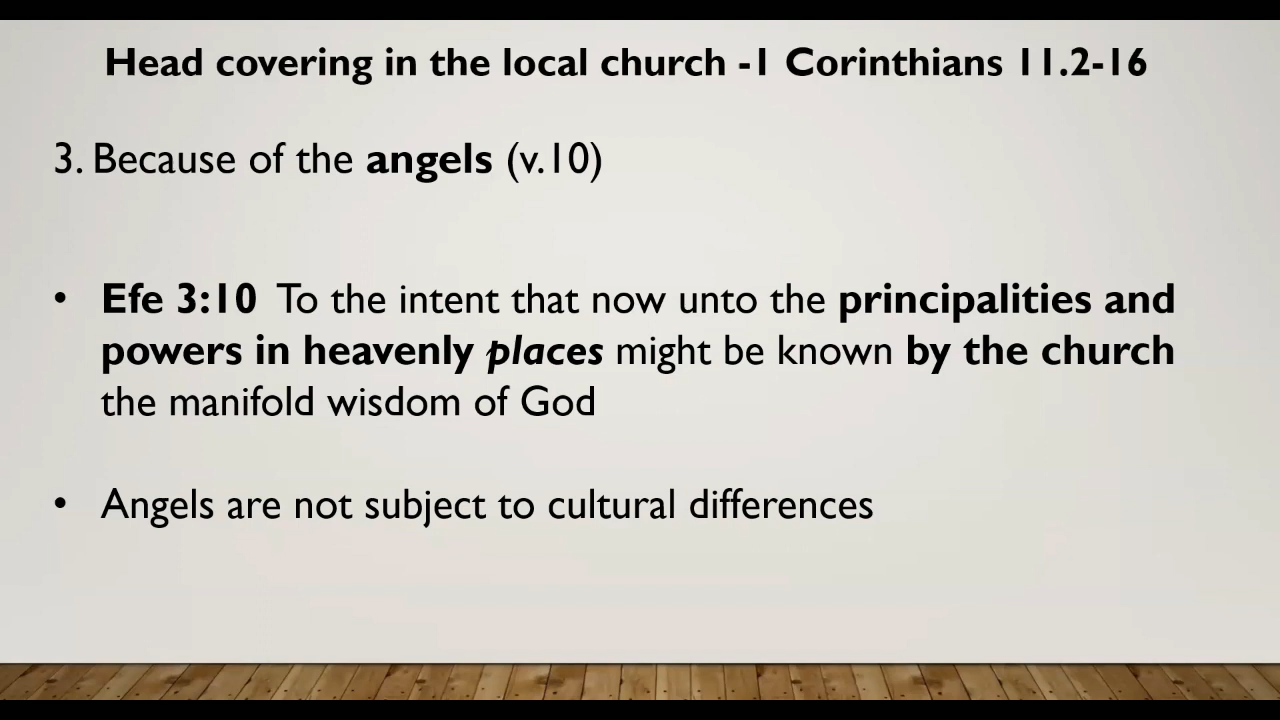 Head covering in the local church -1 Corinthians 11.2-16
3. Because of the angels (v.10)
• Efe 3:10 To the intent that now unto the principalities and
powers in heavenly places might be known by the church
the manifold wisdom of God
• Angels are not subject to cultural differences